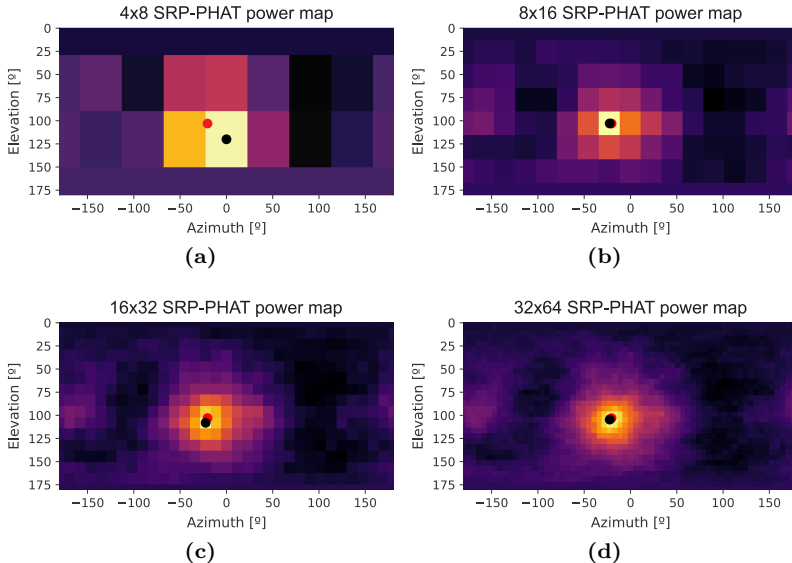 4x8 SRP-PHAT power map
0
25
50
75
100
125
150
175
Elevation [º]
−150 −100 −50 0 50 100 150
Azimuth [º]
(a)
8x16 SRP-PHAT power map
0
25
50
75
100
125
150
175
Elevation [º]
−150 −100 −50 0 50 100 150
Azimuth [º]
(b)
16x32 SRP-PHAT power map
0
25
50
75
100
125
150
175
Elevation [º]
−150 −100 −50 0 50 100 150
Azimuth [º]
(c)
32x64 SRP-PHAT power map
0
25
50
75
100
125
150
175
Elevation [º]
−150 −100 −50 0 50 100 150
Azimuth [º]
(d)